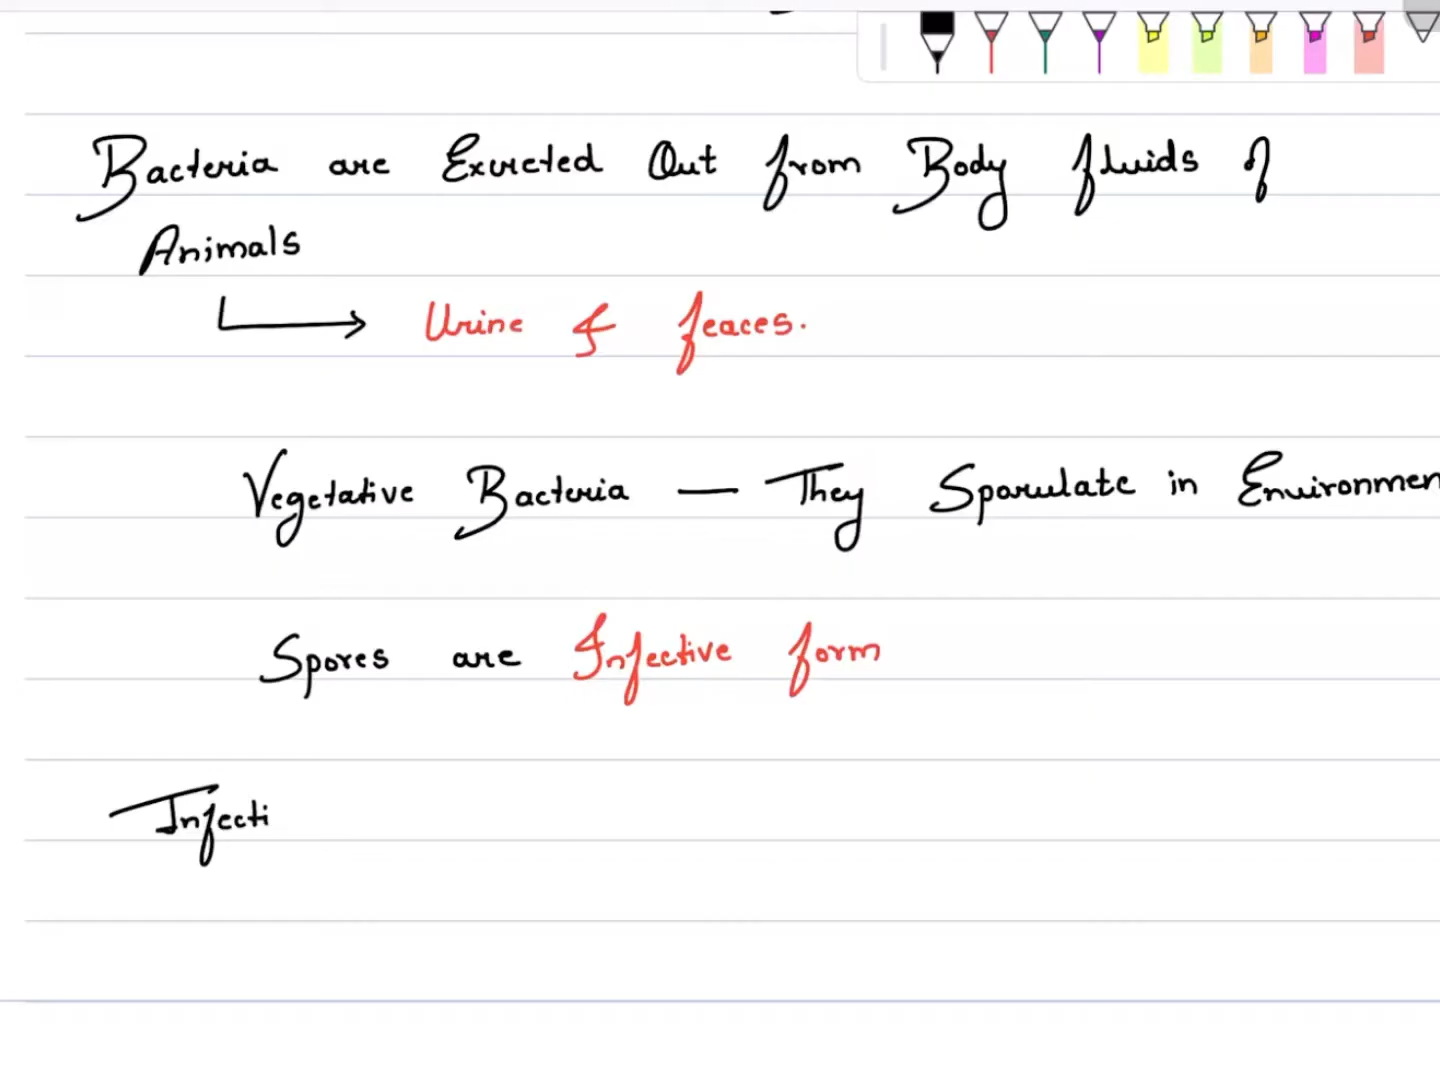 Bacteria are Excreted Out from Body fluids of
Animals
Urine & feaces.
Vegetative Bacteria — They Sporulate in Environmen
Spores are Infective form
Infecti